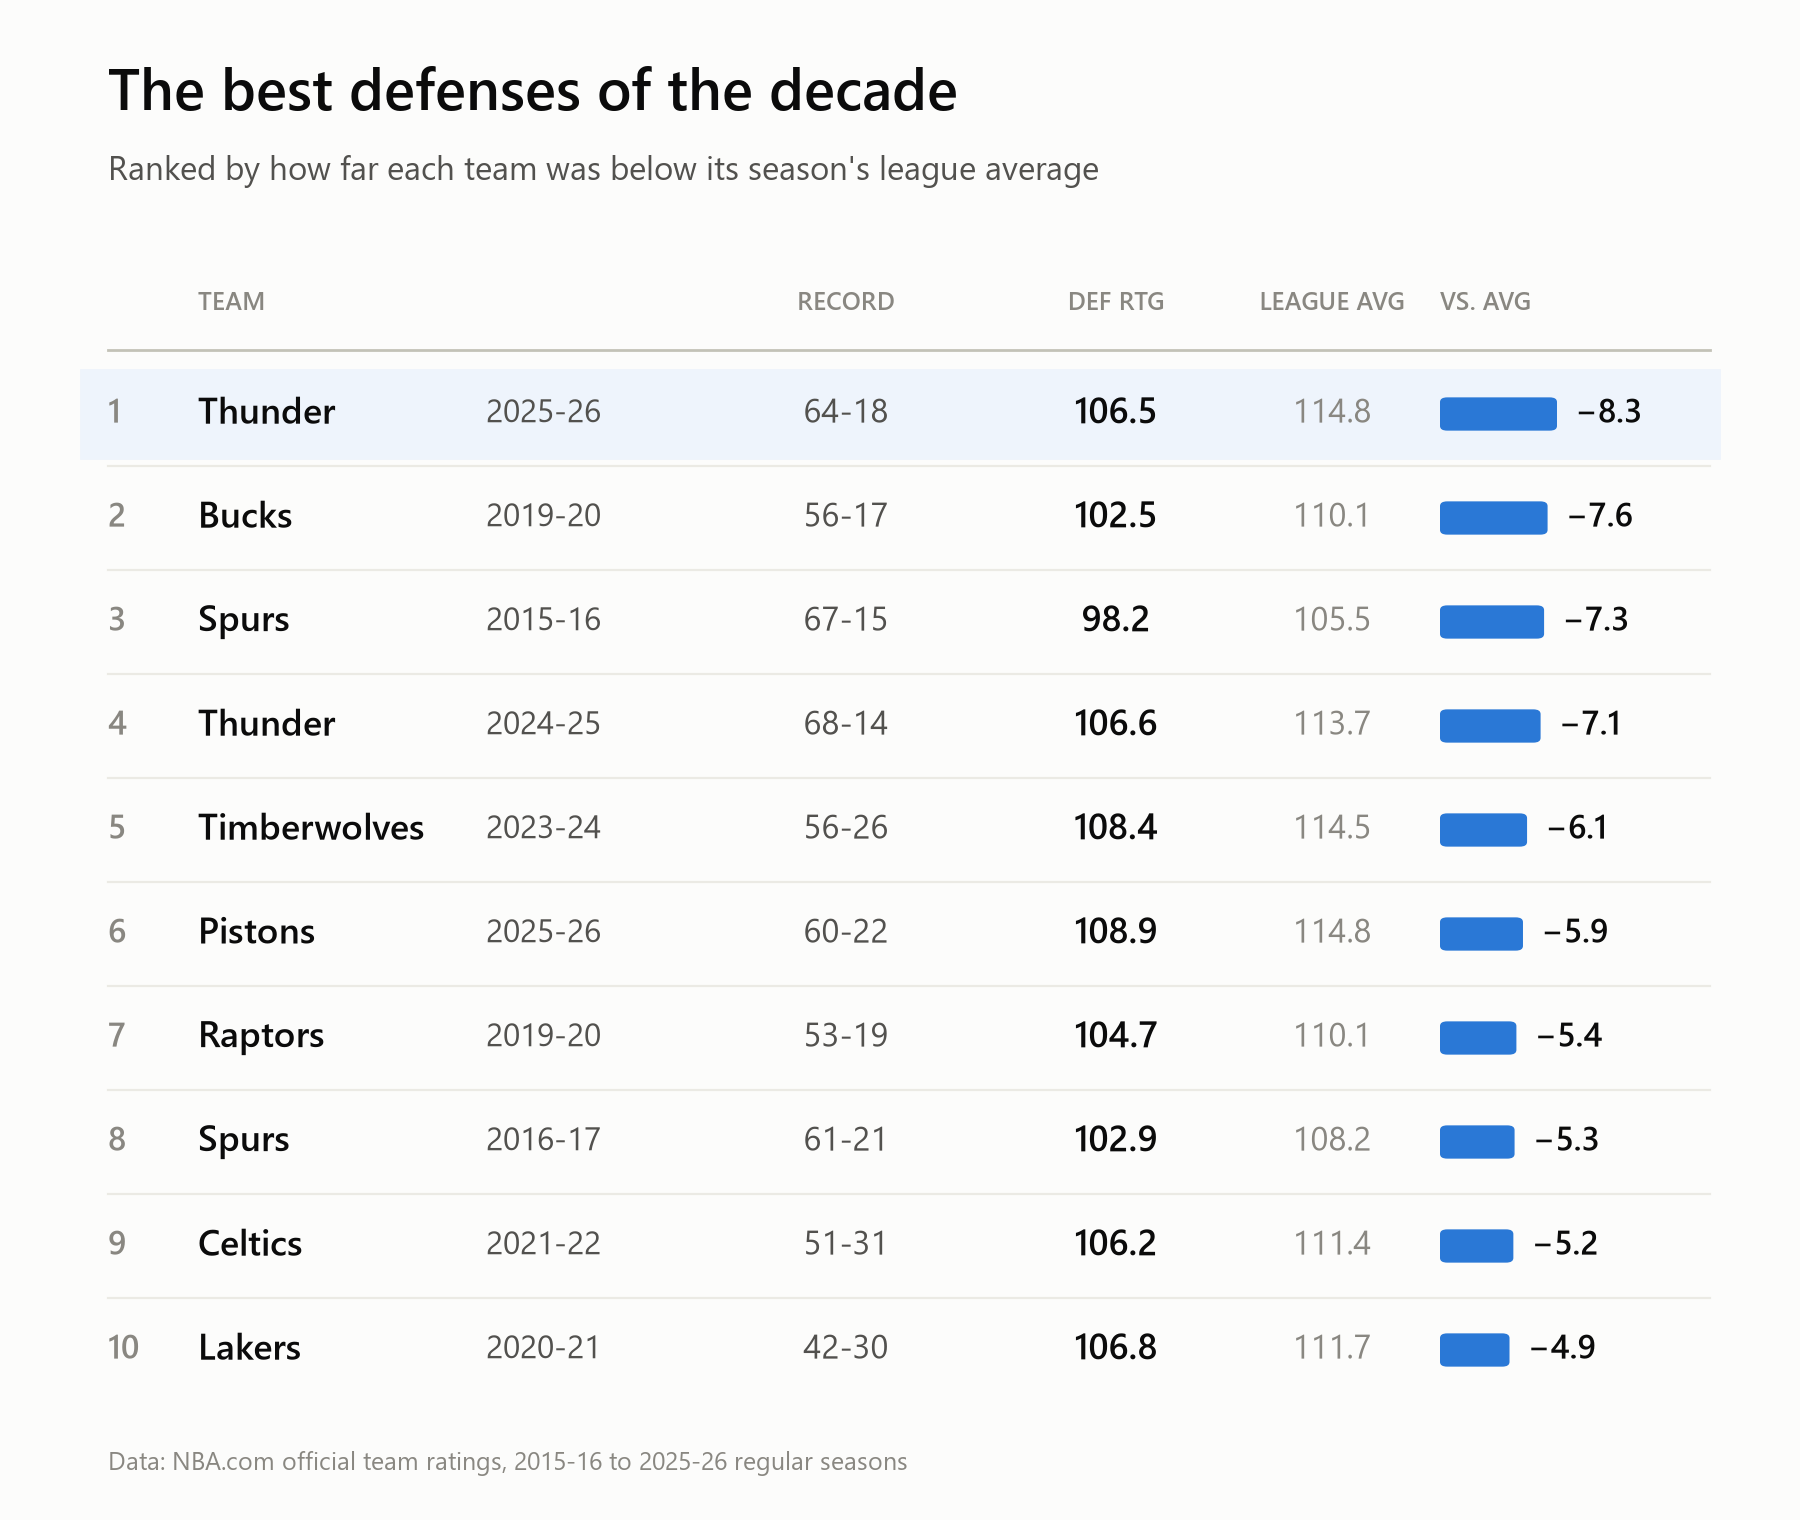 The best defenses of the decade
Ranked by how far each team was below its season's league average
TEAM RECORD DEF RTG LEAGUE AVG VS. AVG
1 Thunder 2025-26 64-18 106.5 114.8 −8.3
2 Bucks 2019-20 56-17 102.5 110.1 −7.6
3 Spurs 2015-16 67-15 98.2 105.5 −7.3
4 Thunder 2024-25 68-14 106.6 113.7 −7.1
5 Timberwolves 2023-24 56-26 108.4 114.5 −6.1
6 Pistons 2025-26 60-22 108.9 114.8 −5.9
7 Raptors 2019-20 53-19 104.7 110.1 −5.4
8 Spurs 2016-17 61-21 102.9 108.2 −5.3
9 Celtics 2021-22 51-31 106.2 111.4 −5.2
10 Lakers 2020-21 42-30 106.8 111.7 −4.9
Data: NBA.com official team ratings, 2015-16 to 2025-26 regular seasons